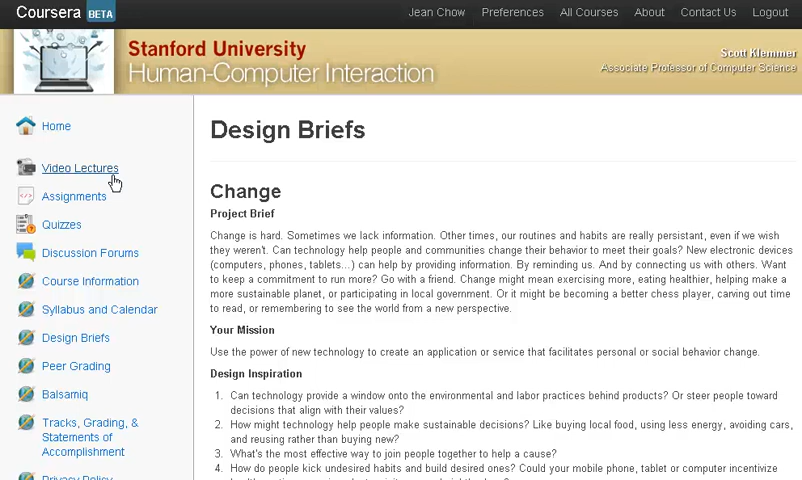 Coursera BETA
Jean Chow Preferences All Courses About Contact Us Logout
Stanford University
Human-Computer Interaction
Scott Klemmer
Associate Professor of Computer Science
Home
Video Lectures
Assignments
Quizzes
Discussion Forums
Course Information
Syllabus and Calendar
Design Briefs
Peer Grading
Balsamiq
Tracks, Grading, &
Statements of
Accomplishment
Privacy Policy
Design Briefs
Change
Project Brief
Change is hard. Sometimes we lack information. Other times, our routines and habits are really persistant, even if we wish
they weren't. Can technology help people and communities change their behavior to meet their goals? New electronic devices
(computers, phones, tablets...) can help by providing information. By reminding us. And by connecting us with others. Want
to keep a commitment to run more? Go with a friend. Change might mean exercising more, eating healthier, helping make a
more sustainable planet, or participating in local government. Or it might be becoming a better chess player, carving out time
to read, or remembering to see the world from a new perspective.
Your Mission
Use the power of new technology to create an application or service that facilitates personal or social behavior change.
Design Inspiration
1. Can technology provide a window onto the environmental and labor practices behind products? Or steer people toward
decisions that align with their values?
2. How might technology help people make sustainable decisions? Like buying local food, using less energy, avoiding cars,
and reusing rather than buying new?
3. What's the most effective way to join people together to help a cause?
4. How do people kick undesired habits and build desired ones? Could your mobile phone, tablet or computer incentivize